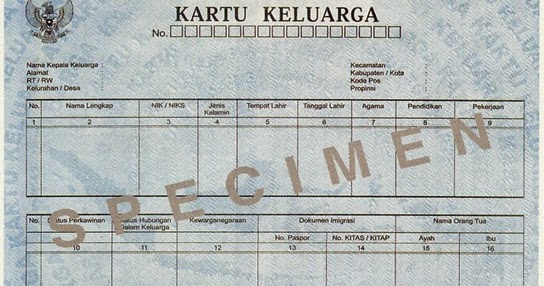 KARTU KELUARGA
No.
Nama Kepala Keluarga :
Alamat :
RT / RW :
Kelurahan / Desa :
Kecamatan :
Kabupaten / Kota :
Kode Pos :
Propinsi :
No. Nama Lengkap NIK / NIKS Jenis Kelamin Tempat Lahir Tanggal Lahir Agama Pendidikan Pekerjaan
1 2 3 4 5 6 7 8 9
SPECIMEN
No. Status Perkawinan Status Hubungan Dalam Keluarga Kewarganegaraan Dokumen Imigrasi Nama Orang Tua
No. Paspor No. KITAS / KITAP Ayah Ibu
10 11 12 13 14 15 16